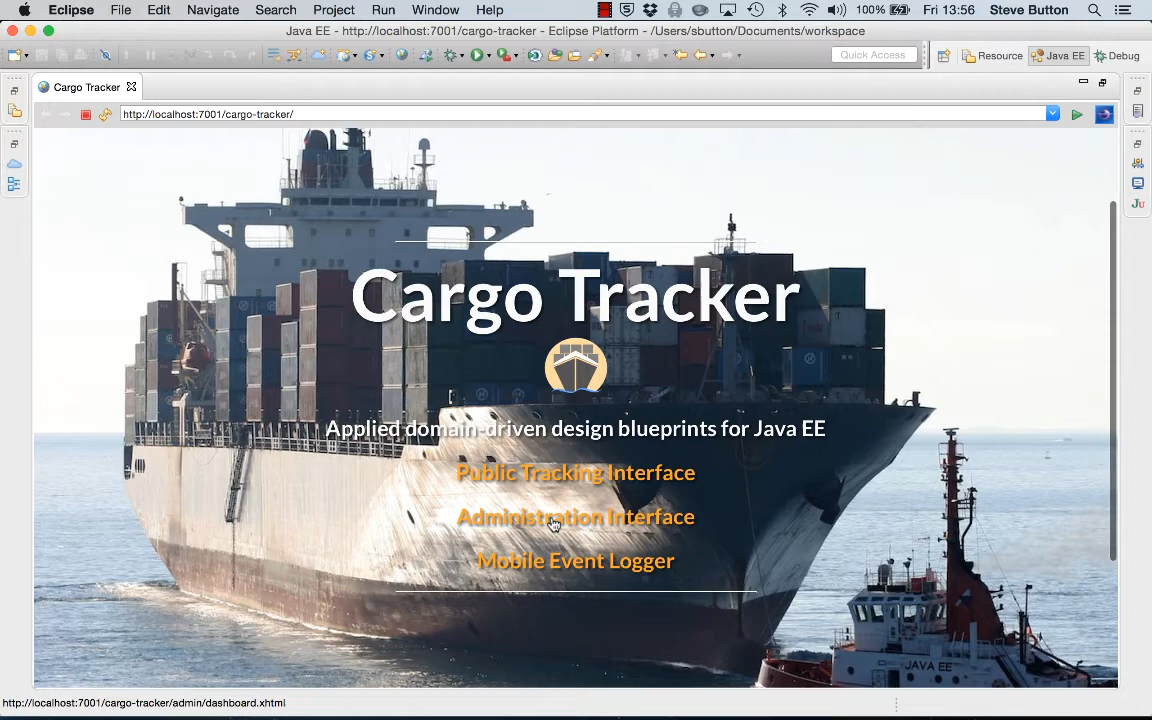 Eclipse File Edit Navigate Search Project Run Window Help 100% Fri 13:56 Steve Button
Java EE - http://localhost:7001/cargo-tracker - Eclipse Platform - /Users/sbutton/Documents/workspace
Quick Access Resource Java EE Debug
Cargo Tracker
http://localhost:7001/cargo-tracker/
Cargo Tracker
Applied domain-driven design blueprints for Java EE
Public Tracking Interface
Administration Interface
Mobile Event Logger
JAVA EE
http://localhost:7001/cargo-tracker/admin/dashboard.xhtml